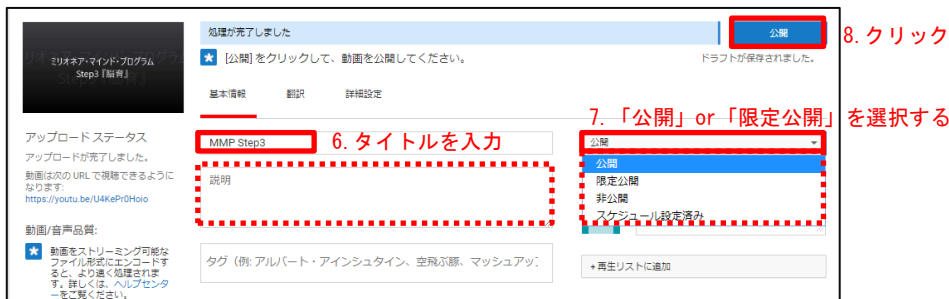 ミリオネア・マインド・プログラム
Step3『脳育』
処理が完了しました
公開
8.クリック
[公開]をクリックして、動画を公開してください。
ドラフトが保存されました。
基本情報
翻訳
詳細設定
7.「公開」or「限定公開」を選択する
アップロード ステータス
アップロードが完了しました。
動画は次の URL で視聴できるように
なります:
https://youtu.be/U4KePr0Hoio
MMP Step3
6.タイトルを入力
公開
説明
公開
限定公開
非公開
スケジュール設定済み
動画/音声品質:
動画をストリーミング可能な
ファイル形式にエンコードす
ると、より速く処理されま
す。詳しくは、ヘルプセンタ
ーをご覧ください。
タグ（例: アルバート・アインシュタイン、空飛ぶ豚、マッシュアッ
+再生リストに追加